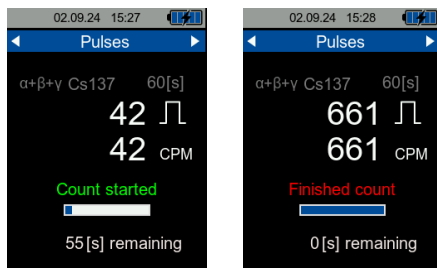 02.09.24 15:27
Pulses
α+β+γ Cs137 60[s]
42
42 CPM
Count started
55[s] remaining
02.09.24 15:28
Pulses
α+β+γ Cs137 60[s]
661
661 CPM
Finished count
0[s] remaining